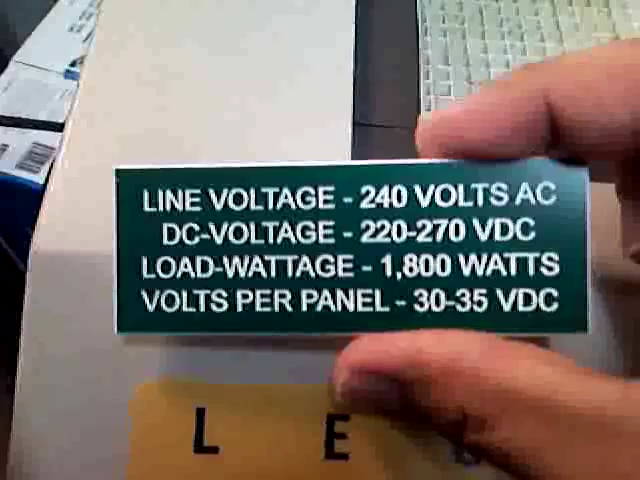 LINE VOLTAGE - 240 VOLTS AC
DC-VOLTAGE - 220-270 VDC
LOAD-WATTAGE - 1,800 WATTS
VOLTS PER PANEL - 30-35 VDC
L E